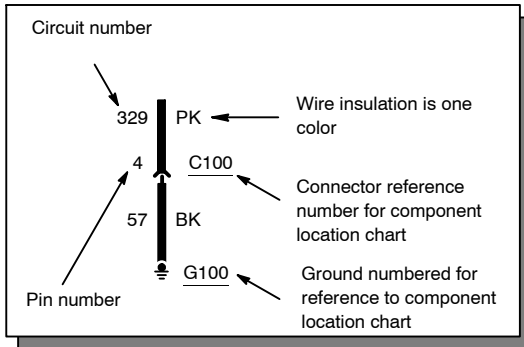 Circuit number
329 PK
Wire insulation is one
color
4 C100
Connector reference
number for component
location chart
57 BK
G100
Ground numbered for
reference to component
location chart
Pin number